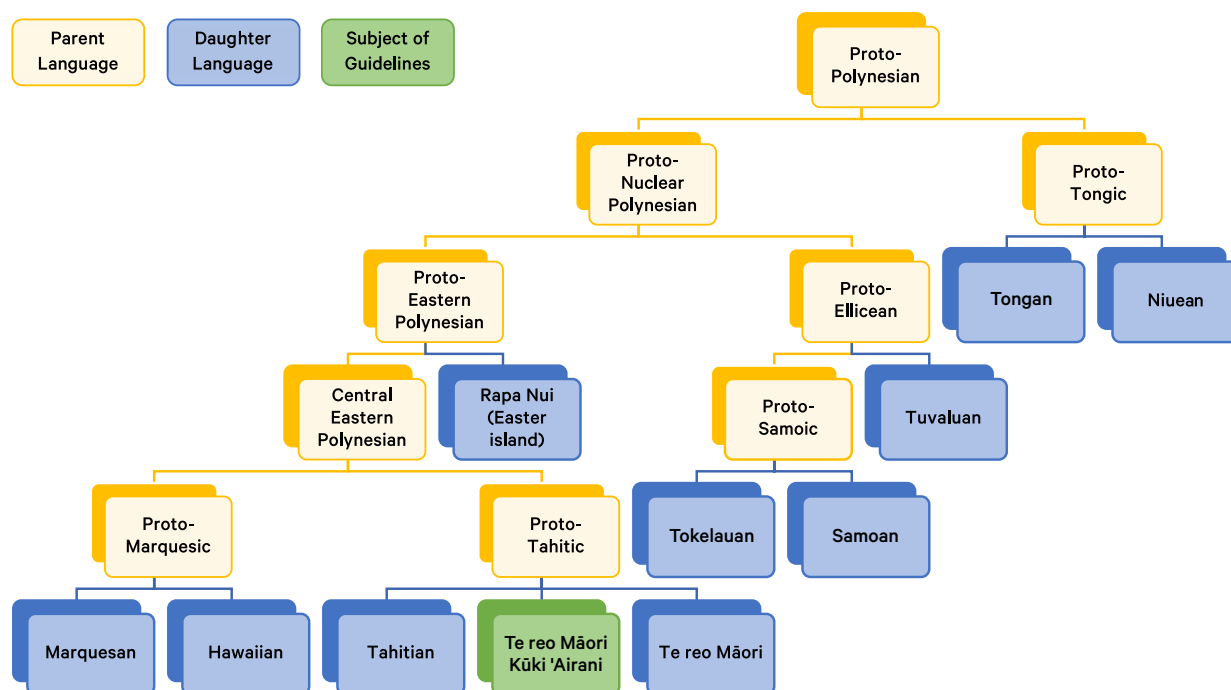 Parent
Language
Daughter
Language
Subject of
Guidelines
Proto-
Polynesian
Proto-
Nuclear
Polynesian
Proto-
Tongic
Proto-
Eastern
Polynesian
Proto-
Ellicean
Tongan
Niuean
Central
Eastern
Polynesian
Rapa Nui
(Easter
island)
Proto-
Samoic
Tuvaluan
Proto-
Marquesic
Proto-
Tahitic
Tokelauan
Samoan
Marquesan
Hawaiian
Tahitian
Te reo Māori
Kūki 'Airani
Te reo Māori